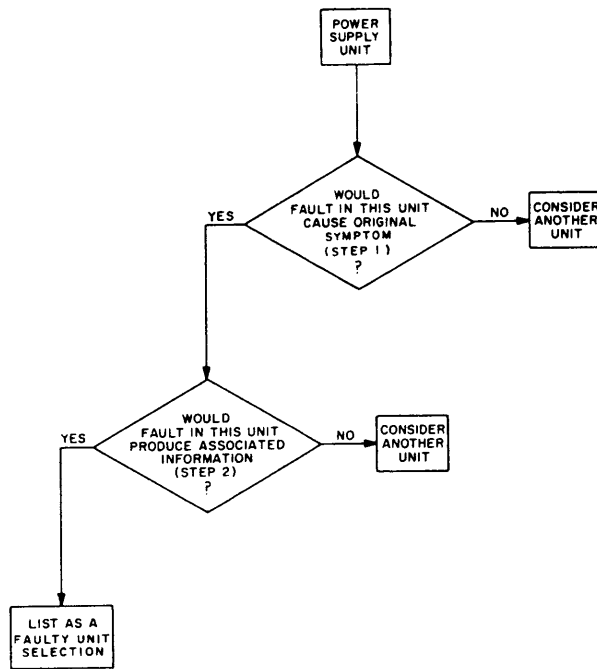 POWER
SUPPLY
UNIT
WOULD
FAULT IN THIS UNIT
CAUSE ORIGINAL
SYMPTOM
(STEP 1)
?
YES
NO
CONSIDER
ANOTHER
UNIT
WOULD
FAULT IN THIS UNIT
PRODUCE ASSOCIATED
INFORMATION
(STEP 2)
?
YES
NO
CONSIDER
ANOTHER
UNIT
LIST AS A
FAULTY UNIT
SELECTION